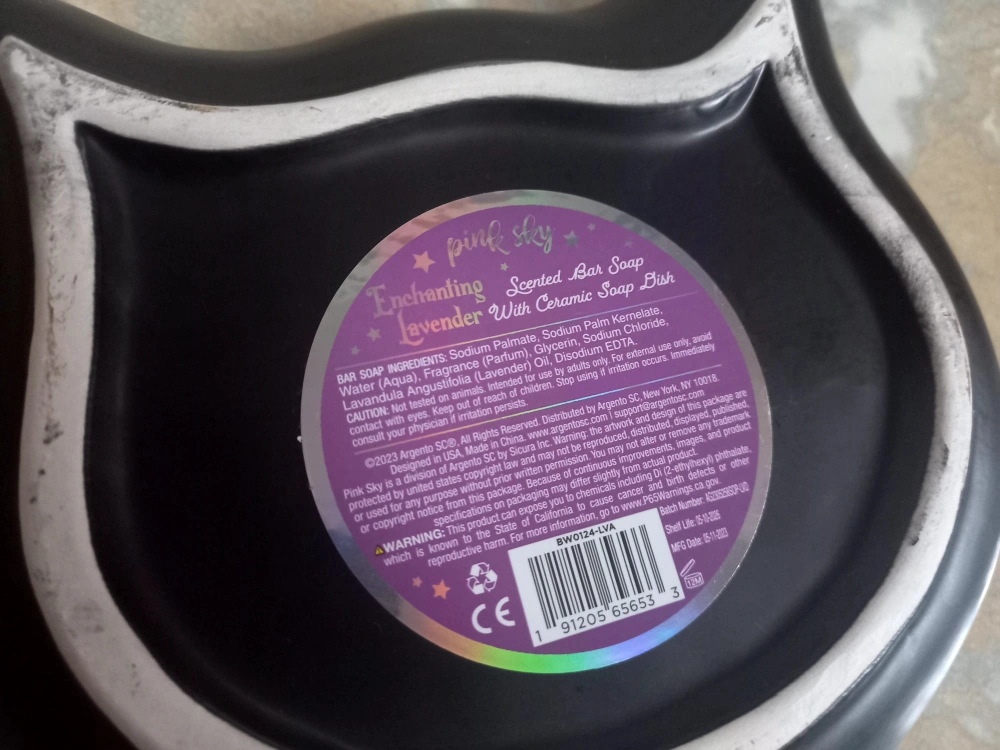 pink sky
Enchanting
Lavender
Scented Bar Soap
With Ceramic Soap Dish
BAR SOAP INGREDIENTS: Sodium Palmate, Sodium Palm Kernelate,
Water (Aqua), Fragrance (Parfum), Glycerin, Sodium Chloride,
Lavandula Angustifolia (Lavender) Oil, Disodium EDTA.
CAUTION: Not tested on animals. Intended for use by adults only. For external use only, avoid
contact with eyes. Keep out of reach of children. Stop using if irritation occurs. Immediately
consult your physician if irritation persists.
©2023 Argento SC®, All Rights Reserved. Distributed by Argento SC, New York, NY 10018.
Designed in USA, Made in China. www.argentosc.com | support@argentosc.com
Pink Sky is a division of Argento SC by Sicura Inc. Warning: the artwork and design of this package are
protected by united states copyright law and may not be reproduced, distributed, displayed, published,
or used for any purpose without prior written permission. You may not alter or remove any trademark
or copyright notice from this package. Because of continuous improvements, images, and product
specifications on packaging may differ slightly from actual product.
WARNING: This product can expose you to chemicals including Di (2-ethylhexyl) phthalate,
which is known to the State of California to cause cancer and birth defects or other
reproductive harm. For more information, go to www.P65Warnings.ca.gov.
Batch Number:
Shelf Life: 05-10-2026
MFG Date: 05-11-2023
BW0124-LVA
1 91205 65653 3
CE
12M